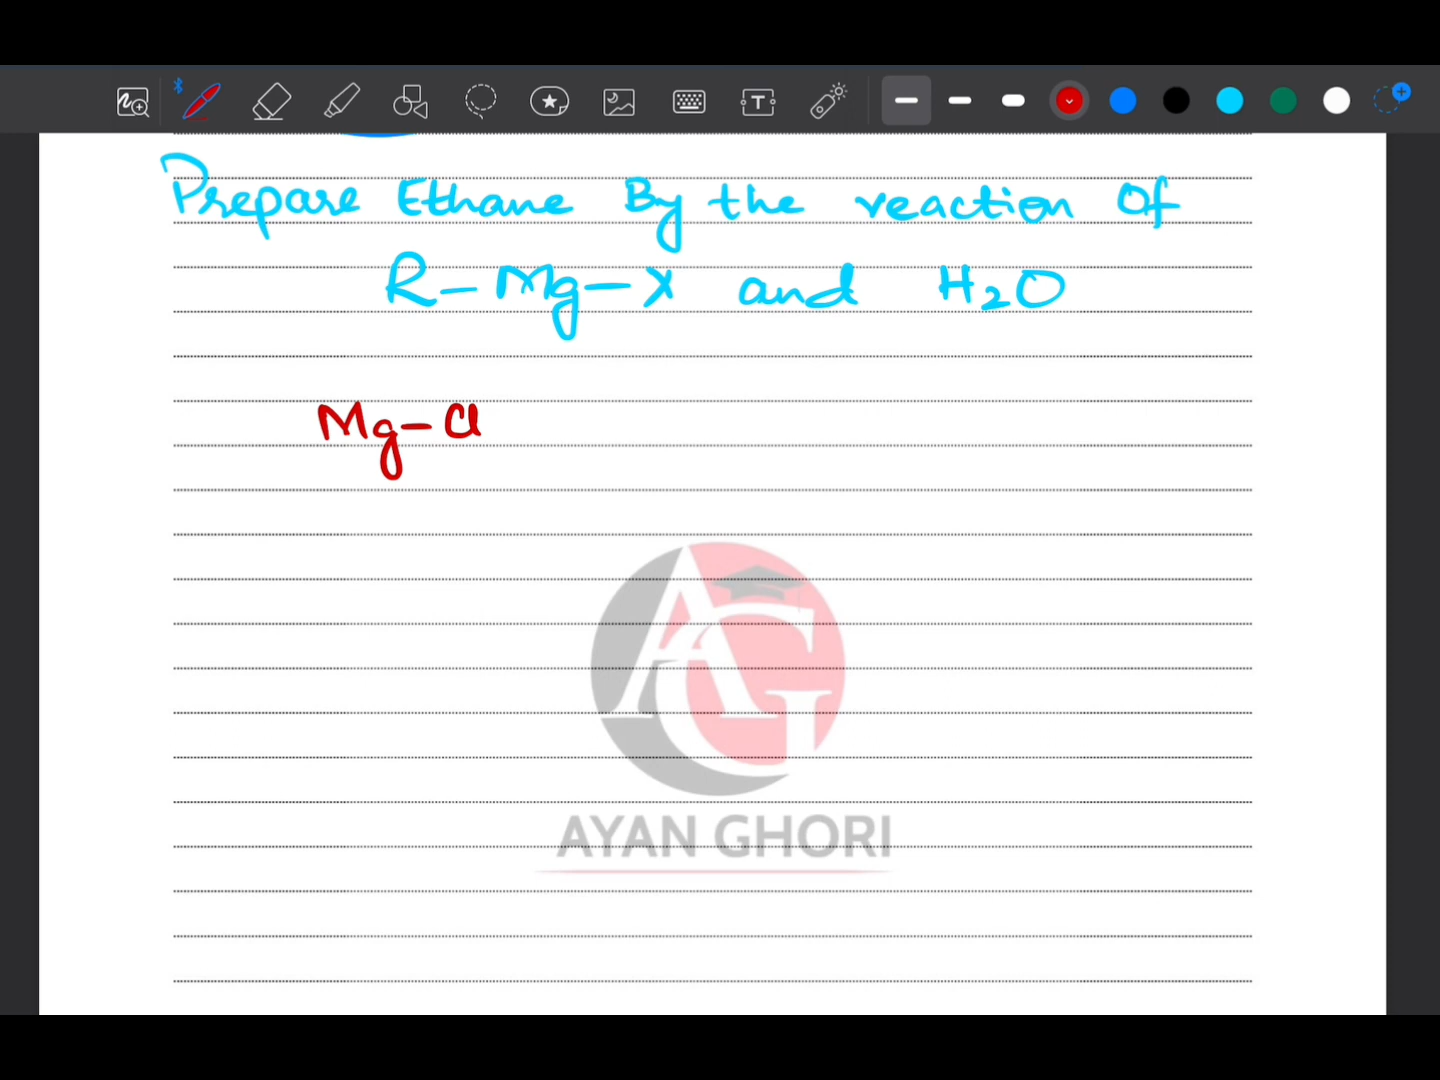 Prepare Ethane By the reaction Of
R-Mg-X and H2O
Mg-Cl
AYAN GHORI